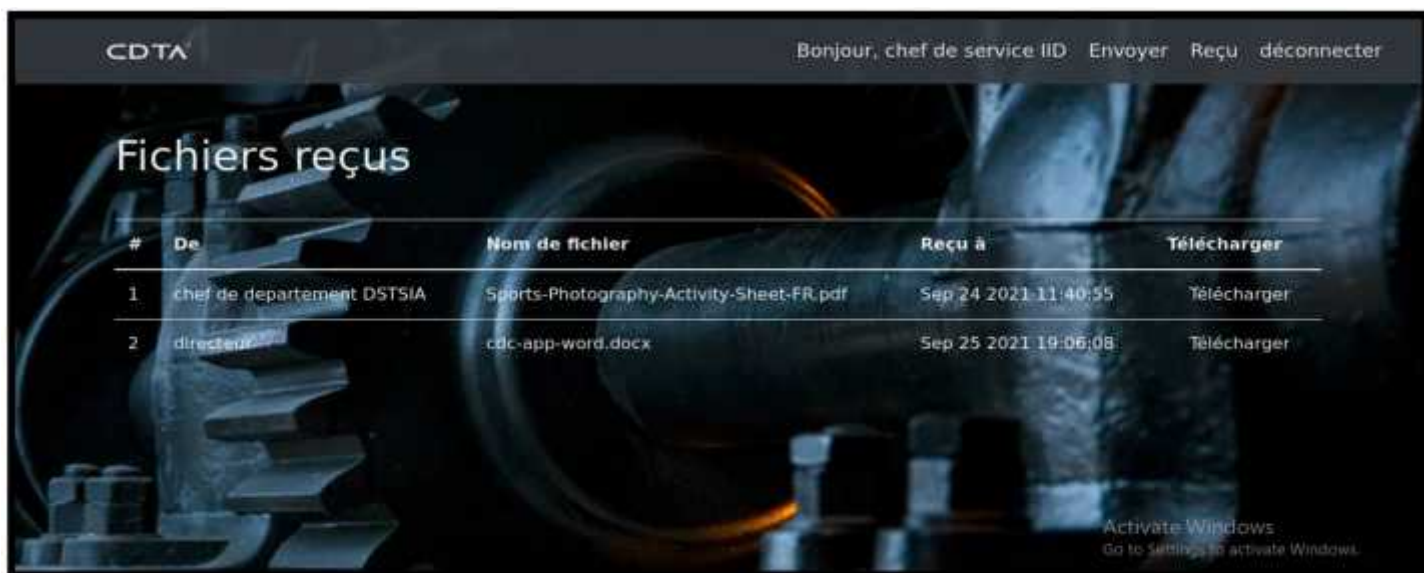 CDTA
Bonjour, chef de service IID Envoyer Reçu déconnecter
Fichiers reçus
# De Nom de fichier Reçu à Télécharger
1 chef de departement DSTSIA Sports-Photography-Activity-Sheet-FR.pdf Sep 24 2021 11:40:55 Télécharger
2 directeur cdc-app-word.docx Sep 25 2021 19:06:08 Télécharger
Activate Windows
Go to Settings to activate Windows.